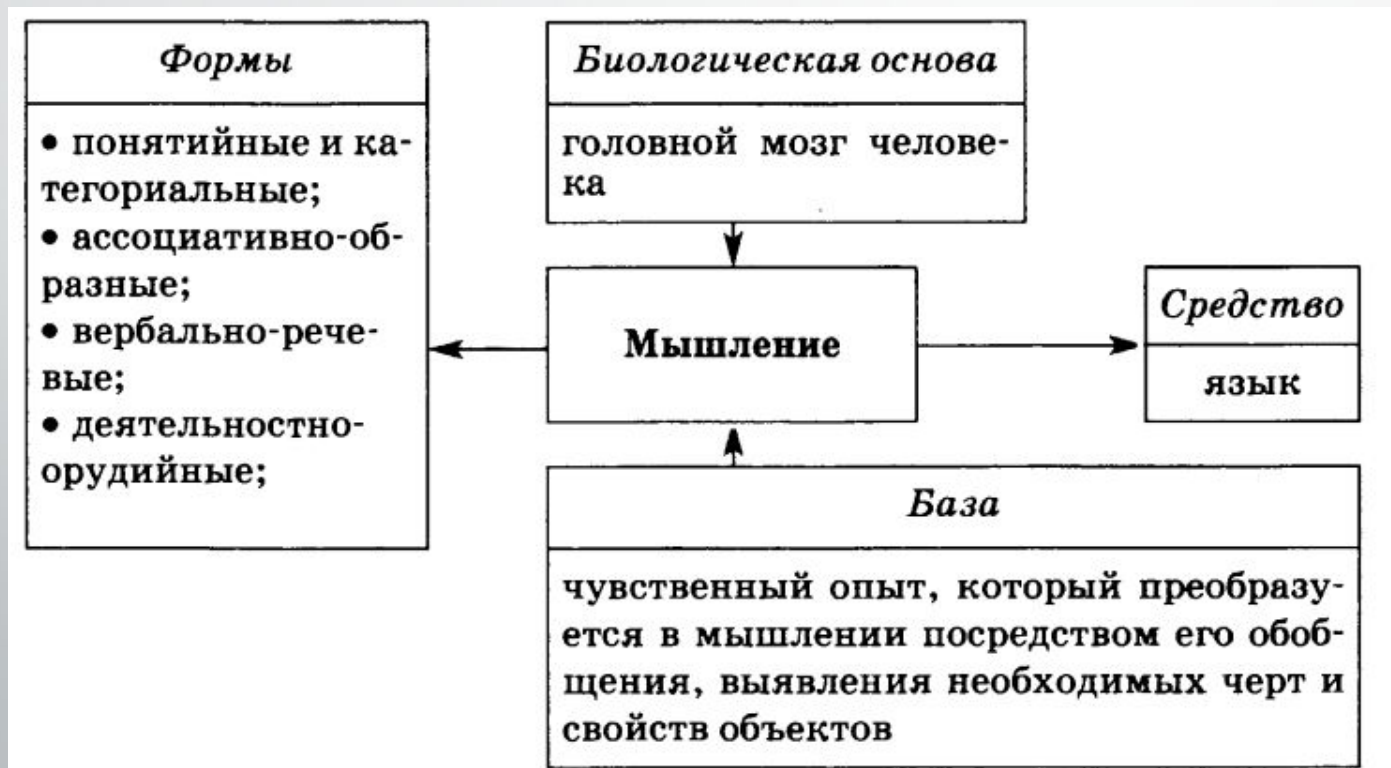 Формы
• понятийные и ка-
тегориальные;
• ассоциативно-об-
разные;
• вербально-рече-
вые;
• деятельностно-
орудийные;
Биологическая основа
головной мозг челове-
ка
Мышление
Средство
язык
База
чувственный опыт, который преобразу-
ется в мышлении посредством его обоб-
щения, выявления необходимых черт и
свойств объектов